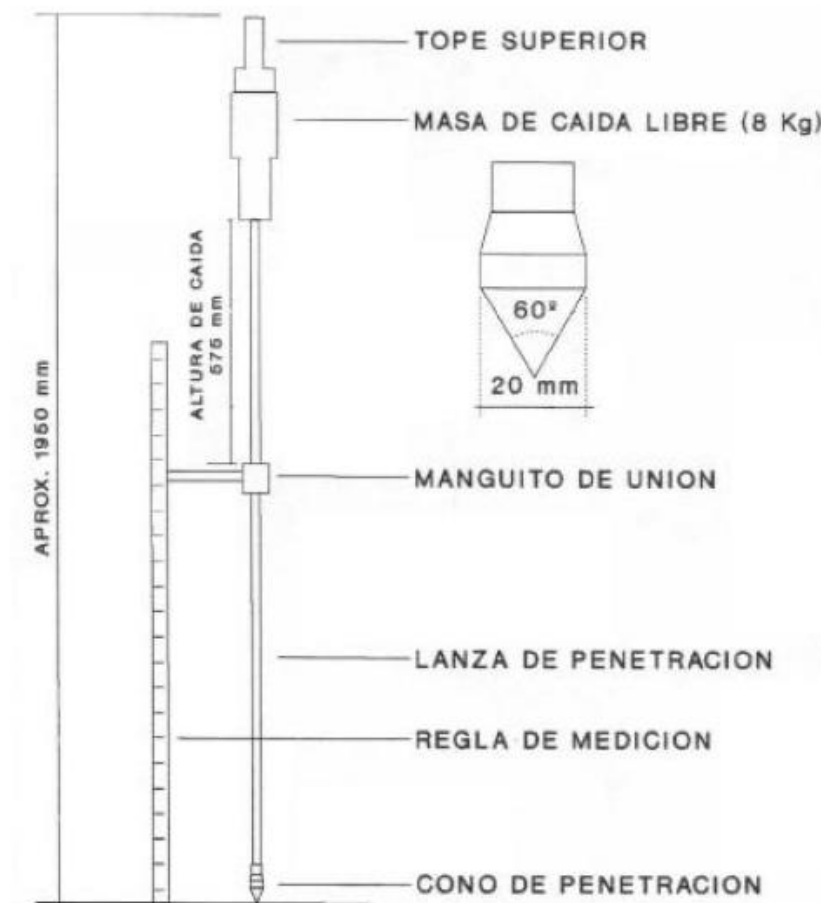 TOPE SUPERIOR
MASA DE CAIDA LIBRE (8 Kg)
ALTURA DE CAIDA
575 mm
60º
20 mm
APROX. 1950 mm
MANGUITO DE UNION
LANZA DE PENETRACION
REGLA DE MEDICION
CONO DE PENETRACION